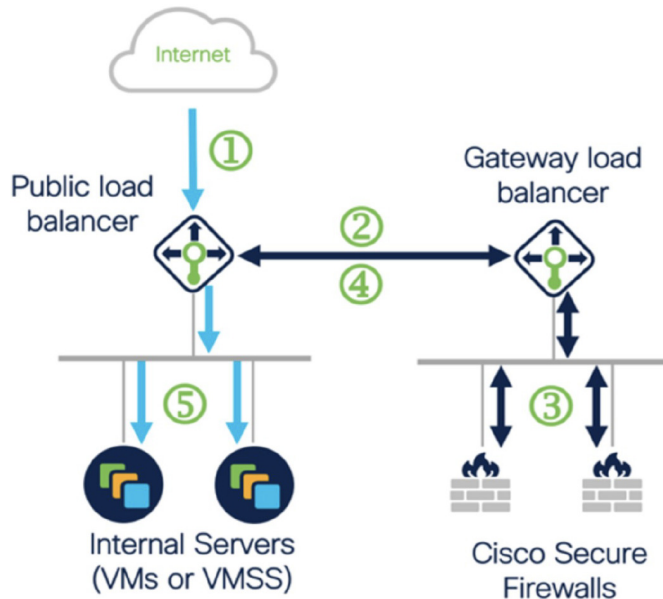 Internet
①
Public load
balancer
Gateway load
balancer
②
④
⑤
③
Internal Servers
(VMs or VMSS)
Cisco Secure
Firewalls